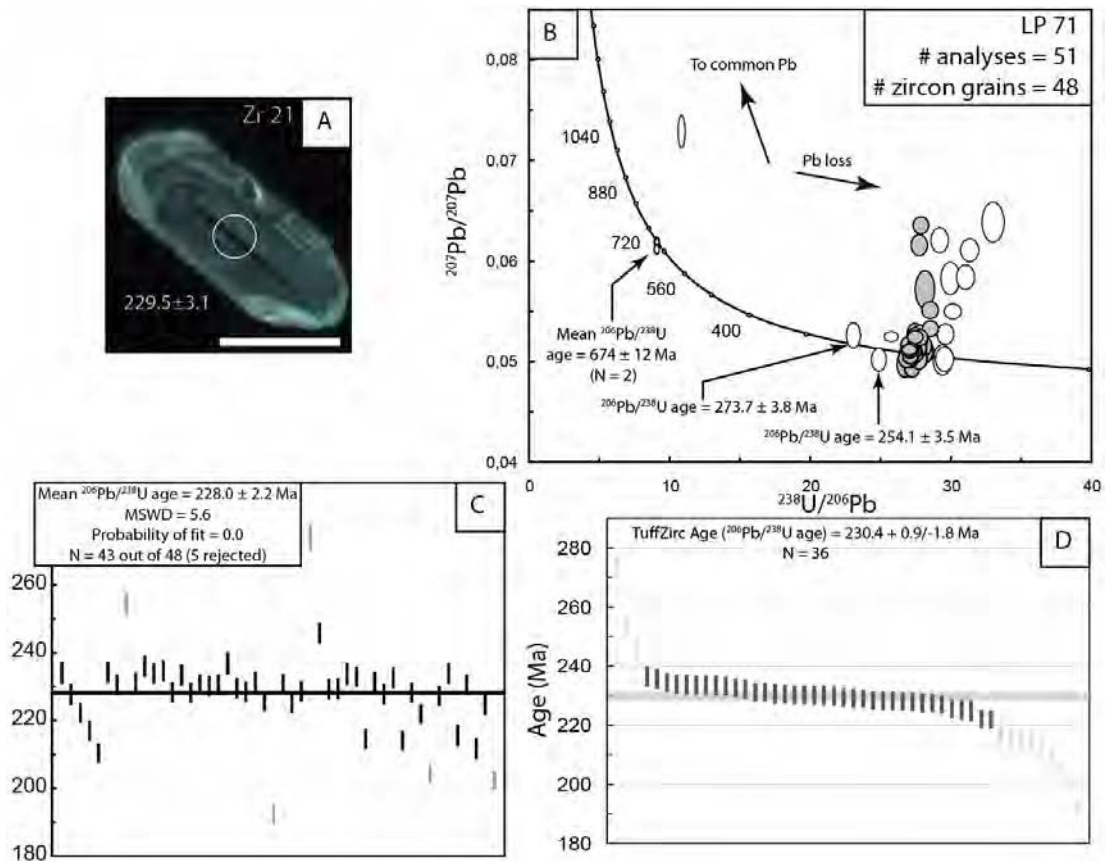 Zr 21
A
229.5±3.1
B
LP 71
# analyses = 51
# zircon grains = 48
0,08
0,07
0,06
0,05
0,04
²⁰⁷Pb/²⁰⁷Pb
To common Pb
Pb loss
1040
880
720
560
400
Mean ²⁰⁶Pb/²³⁸U
age = 674 ± 12 Ma
(N = 2)
²⁰⁶Pb/²³⁸U age = 273.7 ± 3.8 Ma
²⁰⁶Pb/²³⁸U age = 254.1 ± 3.5 Ma
0 10 20 30 40
²³⁸U/²⁰⁶Pb
C
Mean ²⁰⁶Pb/²³⁸U age = 228.0 ± 2.2 Ma
MSWD = 5.6
Probability of fit = 0.0
N = 43 out of 48 (5 rejected)
260
240
220
200
180
D
TuffZirc Age (²⁰⁶Pb/²³⁸U age) = 230.4 + 0.9/-1.8 Ma
N = 36
Age (Ma)
280
260
240
220
200
180